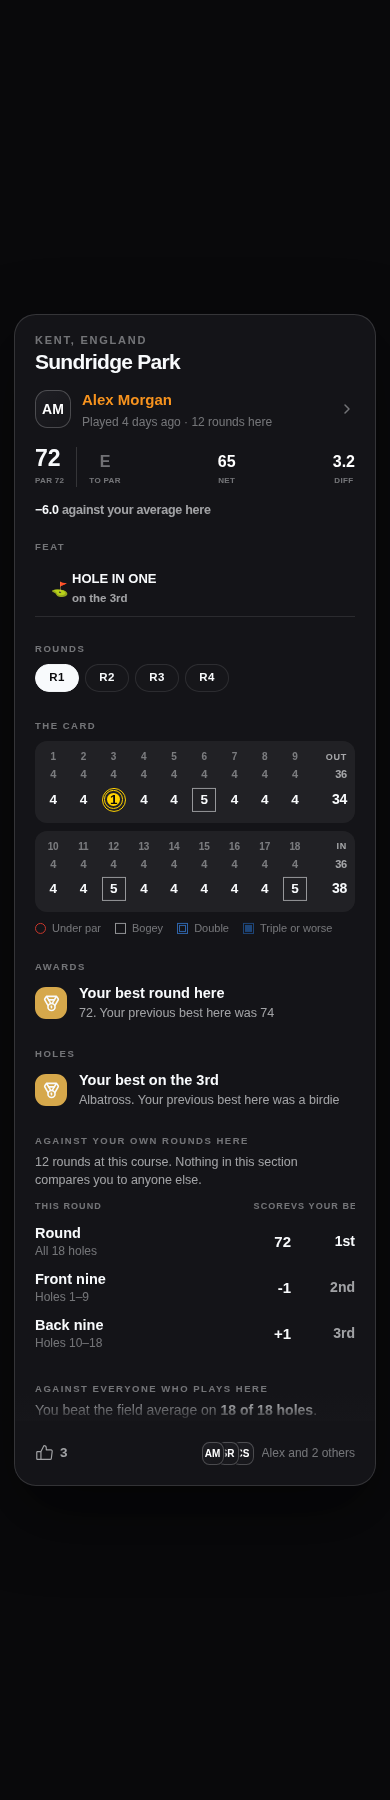 KENT, ENGLAND
Sundridge Park
AM
Alex Morgan
Played 4 days ago · 12 rounds here
72 E 65 3.2
PAR 72 TO PAR NET DIFF
−6.0 against your average here
FEAT
HOLE IN ONE
on the 3rd
ROUNDS
R1 R2 R3 R4
THE CARD
1 2 3 4 5 6 7 8 9 OUT
4 4 4 4 4 4 4 4 4 36
4 4 1 4 4 5 4 4 4 34
10 11 12 13 14 15 16 17 18 IN
4 4 4 4 4 4 4 4 4 36
4 4 5 4 4 4 4 4 5 38
Under par Bogey Double Triple or worse
AWARDS
Your best round here
72. Your previous best here was 74
HOLES
Your best on the 3rd
Albatross. Your previous best here was a birdie
AGAINST YOUR OWN ROUNDS HERE
12 rounds at this course. Nothing in this section
compares you to anyone else.
THIS ROUND SCORE VS YOUR BE
Round 72 1st
All 18 holes
Front nine -1 2nd
Holes 1–9
Back nine +1 3rd
Holes 10–18
AGAINST EVERYONE WHO PLAYS HERE
You beat the field average on 18 of 18 holes.
3 AM SR CS Alex and 2 others